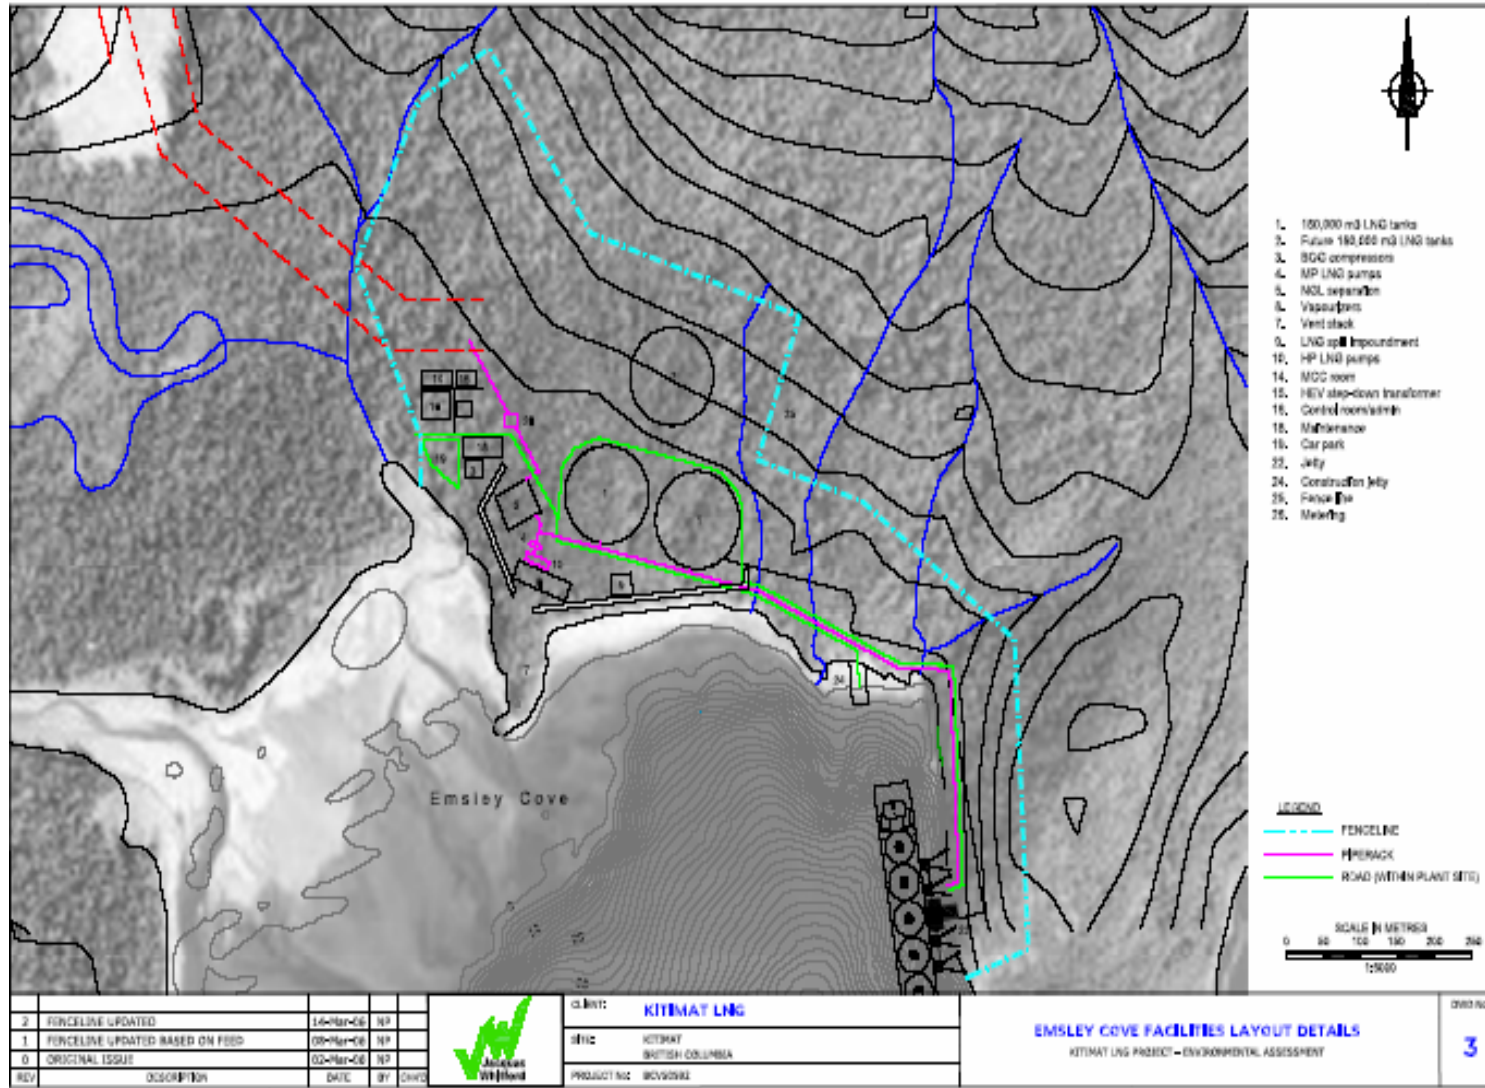 1. 160,000 m3 LNG tanks
2. Future 160,000 m3 LNG tanks
3. BOG compressors
4. MP LNG pumps
5. NGL separation
6. Vapourizers
7. Vent stack
9. LNG spill Impoundment
10. HP LNG pumps
14. MCC room
15. HEV step-down transformer
16. Control room/admin
18. Maintenance
19. Car park
22. Jetty
24. Construction jetty
25. Fence line
26. Metering
19
24
Emsley Cove
LEGEND
FENCELINE
PIPERACK
ROAD (WITHIN PLANT SITE)
SCALE IN METRES
0 50 100 150 200 250
1:5000
2 FENCELINE UPDATED 14-Mar-06 NP
1 FENCELINE UPDATED BASED ON FEED 08-Mar-06 NP
0 ORIGINAL ISSUE 02-Mar-06 NP
REV DESCRIPTION DATE BY CHK'D
Jacques
Whitford
CLIENT: KITIMAT LNG
SITE: KITIMAT
BRITISH COLUMBIA
PROJECT No:
EMSLEY COVE FACILITIES LAYOUT DETAILS
KITIMAT LNG PROJECT - ENVIRONMENTAL ASSESSMENT
3